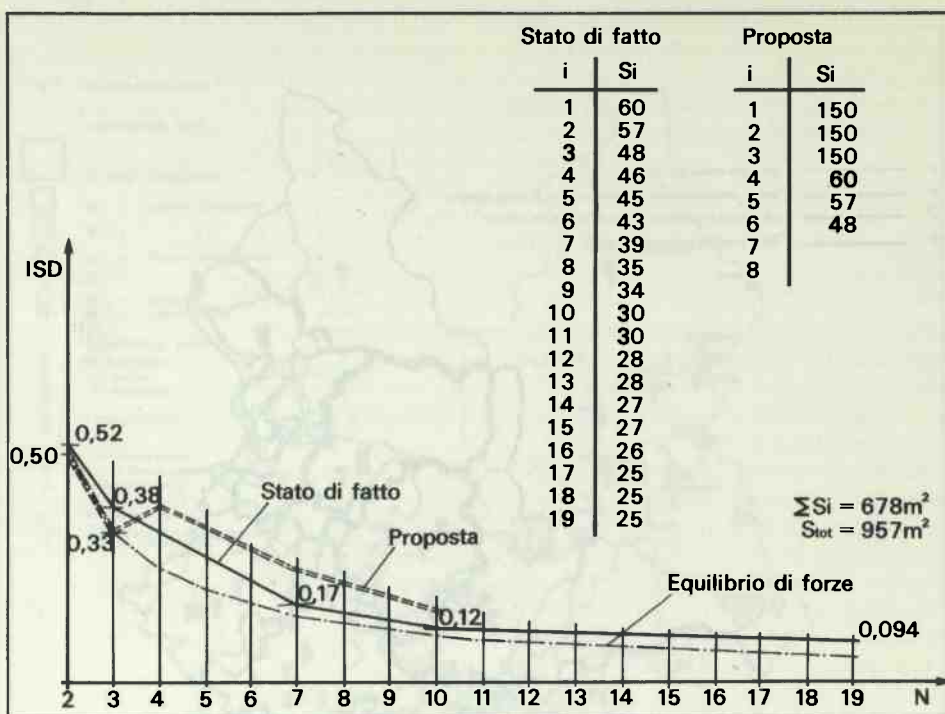 Stato di fatto Proposta
i Si i Si
1 60 1 150
2 57 2 150
3 48 3 150
4 46 4 60
5 45 5 57
6 43 6 48
7 39 7
8 35 8
9 34
10 30
11 30
12 28
13 28
14 27
15 27
16 26
17 25
18 25
19 25
ΣSi = 678m²
Stot = 957m²
ISD
0,52
0,50
0,38
Stato di fatto
0,33
Proposta
0,17
Equilibrio di forze
0,12
0,094
2 3 4 5 6 7 8 9 10 11 12 13 14 15 16 17 18 19 N